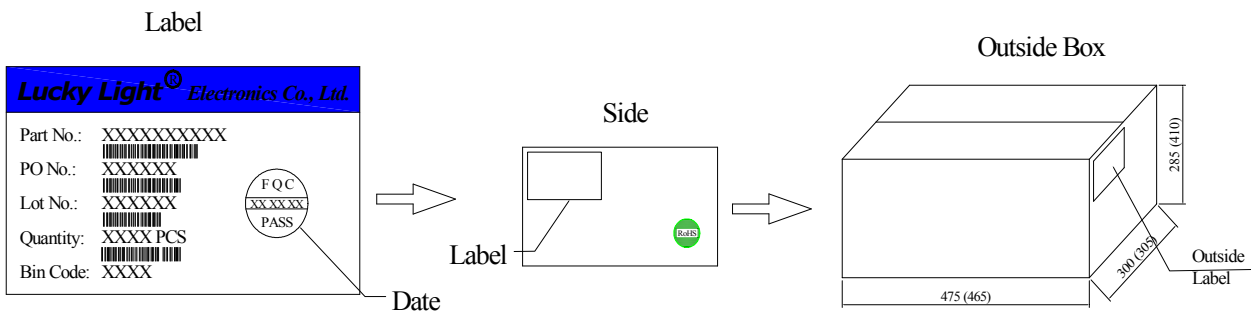 Label
Lucky Light® Electronics Co., Ltd.
Part No.: XXXXXXXXXX
PO No.: XXXXXX
Lot No.: XXXXXX
Quantity: XXXX PCS
Bin Code: XXXX
FQC
XX XX XX
PASS
Date
Side
Label
RoHS
Outside Box
285 (410)
300 (305)
475 (465)
Outside
Label